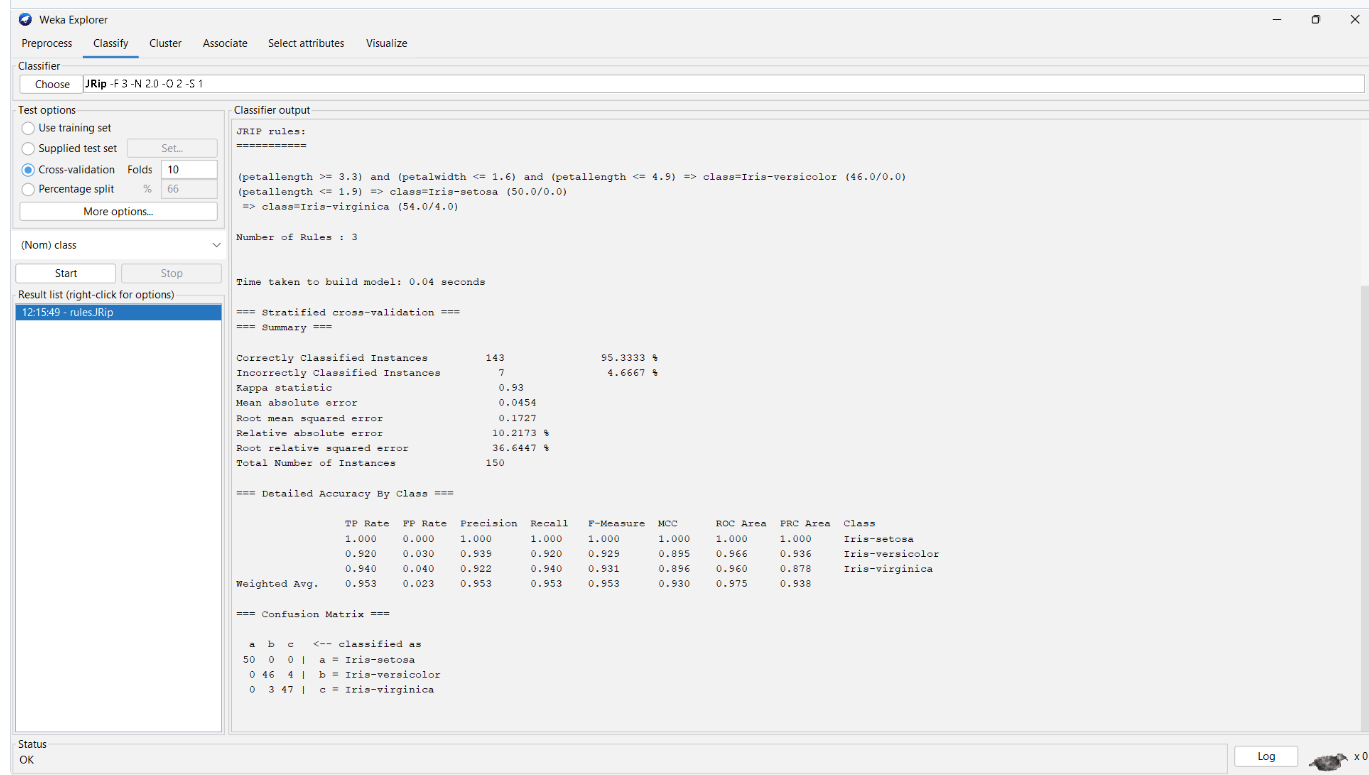 Weka Explorer
Preprocess Classify Cluster Associate Select attributes Visualize
Classifier
Choose JRip -F 3 -N 2.0 -O 2 -S 1
Test options
Use training set
Supplied test set Set...
Cross-validation Folds 10
Percentage split % 66
More options...
(Nom) class
Start Stop
Result list (right-click for options)
12:15:49 - rules.JRip
Classifier output
JRIP rules:
===========
(petallength >= 3.3) and (petalwidth <= 1.6) and (petallength <= 4.9) => class=Iris-versicolor (46.0/0.0)
(petallength <= 1.9) => class=Iris-setosa (50.0/0.0)
=> class=Iris-virginica (54.0/4.0)
Number of Rules : 3
Time taken to build model: 0.04 seconds
=== Stratified cross-validation ===
=== Summary ===
Correctly Classified Instances 143 95.3333 %
Incorrectly Classified Instances 7 4.6667 %
Kappa statistic 0.93
Mean absolute error 0.0454
Root mean squared error 0.1727
Relative absolute error 10.2173 %
Root relative squared error 36.6447 %
Total Number of Instances 150
=== Detailed Accuracy By Class ===
TP Rate FP Rate Precision Recall F-Measure MCC ROC Area PRC Area Class
1.000 0.000 1.000 1.000 1.000 1.000 1.000 1.000 Iris-setosa
0.920 0.030 0.939 0.920 0.929 0.895 0.966 0.936 Iris-versicolor
0.940 0.040 0.922 0.940 0.931 0.896 0.960 0.878 Iris-virginica
Weighted Avg. 0.953 0.023 0.953 0.953 0.953 0.930 0.975 0.938
=== Confusion Matrix ===
a b c <-- classified as
50 0 0 | a = Iris-setosa
0 46 4 | b = Iris-versicolor
0 3 47 | c = Iris-virginica
Status
OK
Log x 0